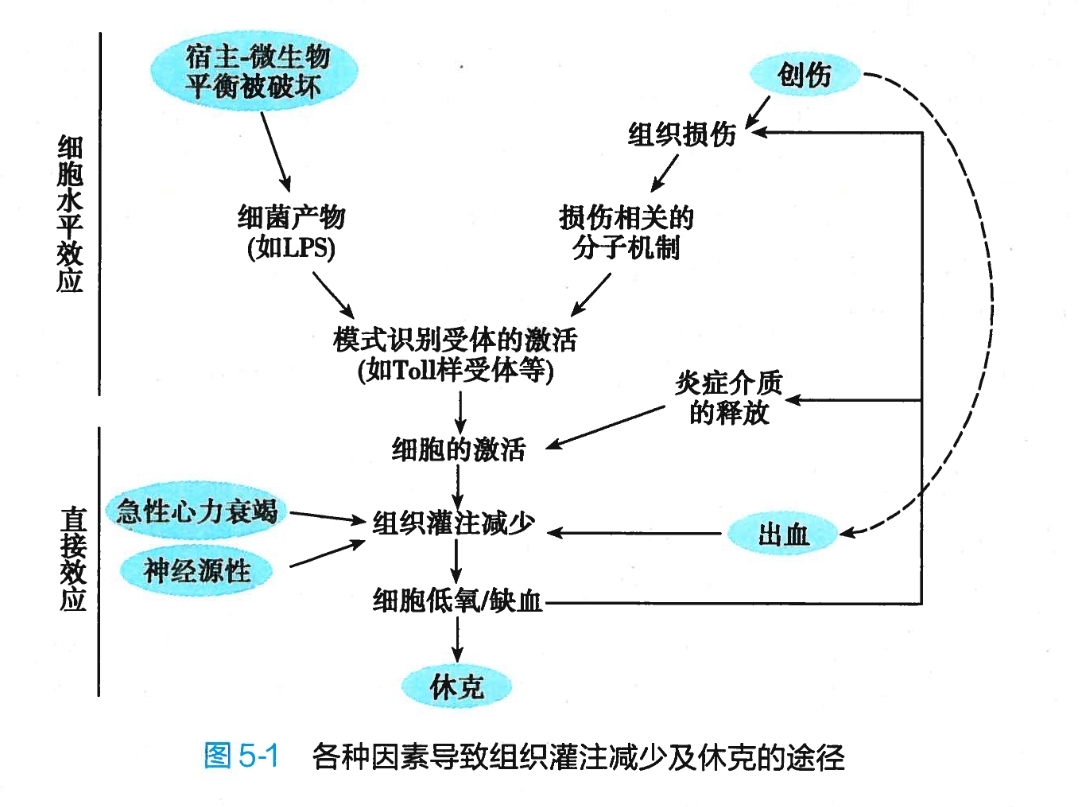 宿主-微生物
平衡被破坏
创伤
组织损伤
细胞水平效应
细菌产物
(如LPS)
损伤相关的
分子机制
模式识别受体的激活
(如Toll样受体等)
炎症介质
的释放
细胞的激活
直接效应
急性心力衰竭
组织灌注减少
出血
神经源性
细胞低氧/缺血
休克
图5-1 各种因素导致组织灌注减少及休克的途径